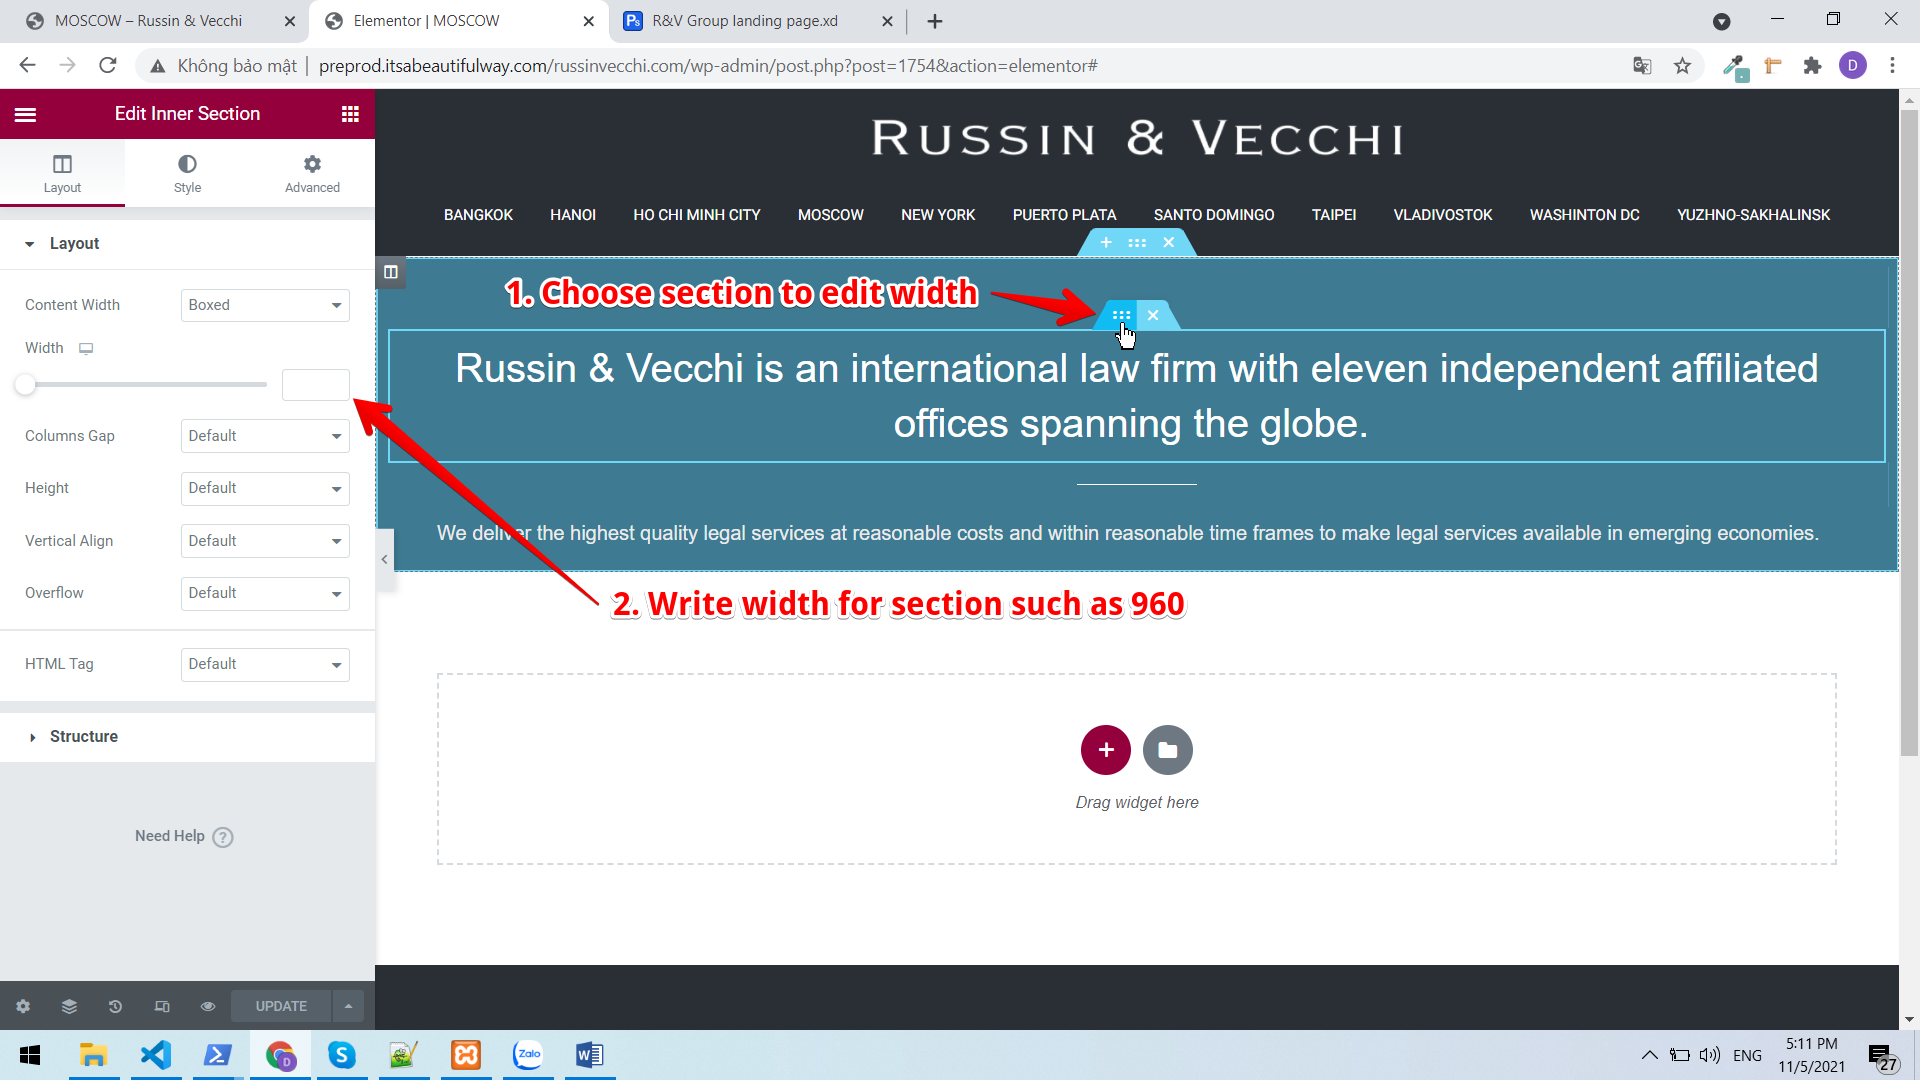 MOSCOW – Russin & Vecchi
Elementor | MOSCOW
Ps
R&V Group landing page.xd
Không bảo mật
preprod.itsabeautifulway.com/russinvecchi.com/wp-admin/post.php?post=1754&action=elementor#
D
Edit Inner Section
Layout
Style
Advanced
Layout
Content Width
Boxed
Width
Columns Gap
Default
Height
Default
Vertical Align
Default
Overflow
Default
HTML Tag
Default
Structure
Need Help ?
UPDATE
RUSSIN & VECCHI
BANGKOK HANOI HO CHI MINH CITY MOSCOW NEW YORK PUERTO PLATA SANTO DOMINGO TAIPEI VLADIVOSTOK WASHINTON DC YUZHNO-SAKHALINSK
1. Choose section to edit width
Russin & Vecchi is an international law firm with eleven independent affiliated
offices spanning the globe.
We deliver the highest quality legal services at reasonable costs and within reasonable time frames to make legal services available in emerging economies.
2. Write width for section such as 960
Drag widget here
D
S
Zalo
W
ENG
5:11 PM
11/5/2021
27